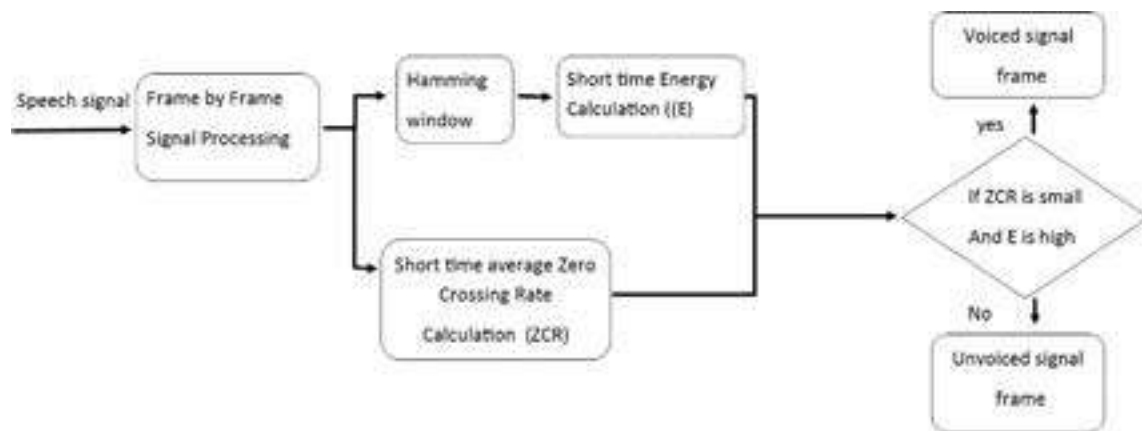 Speech signal
Frame by Frame
Signal Processing
Hamming
window
Short time Energy
Calculation ((E)
Short time average Zero
Crossing Rate
Calculation (ZCR)
Voiced signal
frame
yes
If ZCR is small
And E is high
No
Unvoiced signal
frame